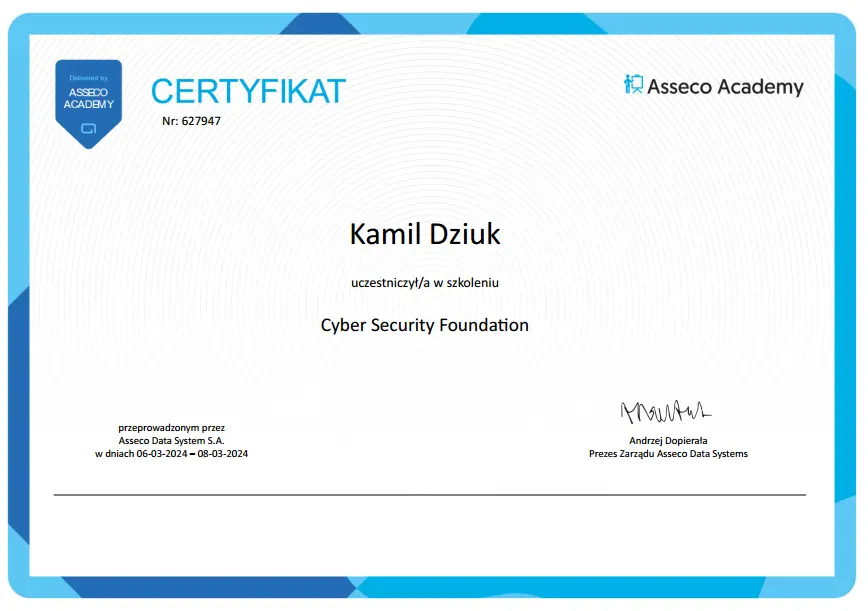 Delivered by
ASSECO
ACADEMY
CERTYFIKAT
Nr: 627947
Asseco Academy
Kamil Dziuk
uczestniczył/a w szkoleniu
Cyber Security Foundation
przeprowadzonym przez
Asseco Data System S.A.
w dniach 06-03-2024 – 08-03-2024
Andrzej Dopierała
Prezes Zarządu Asseco Data Systems